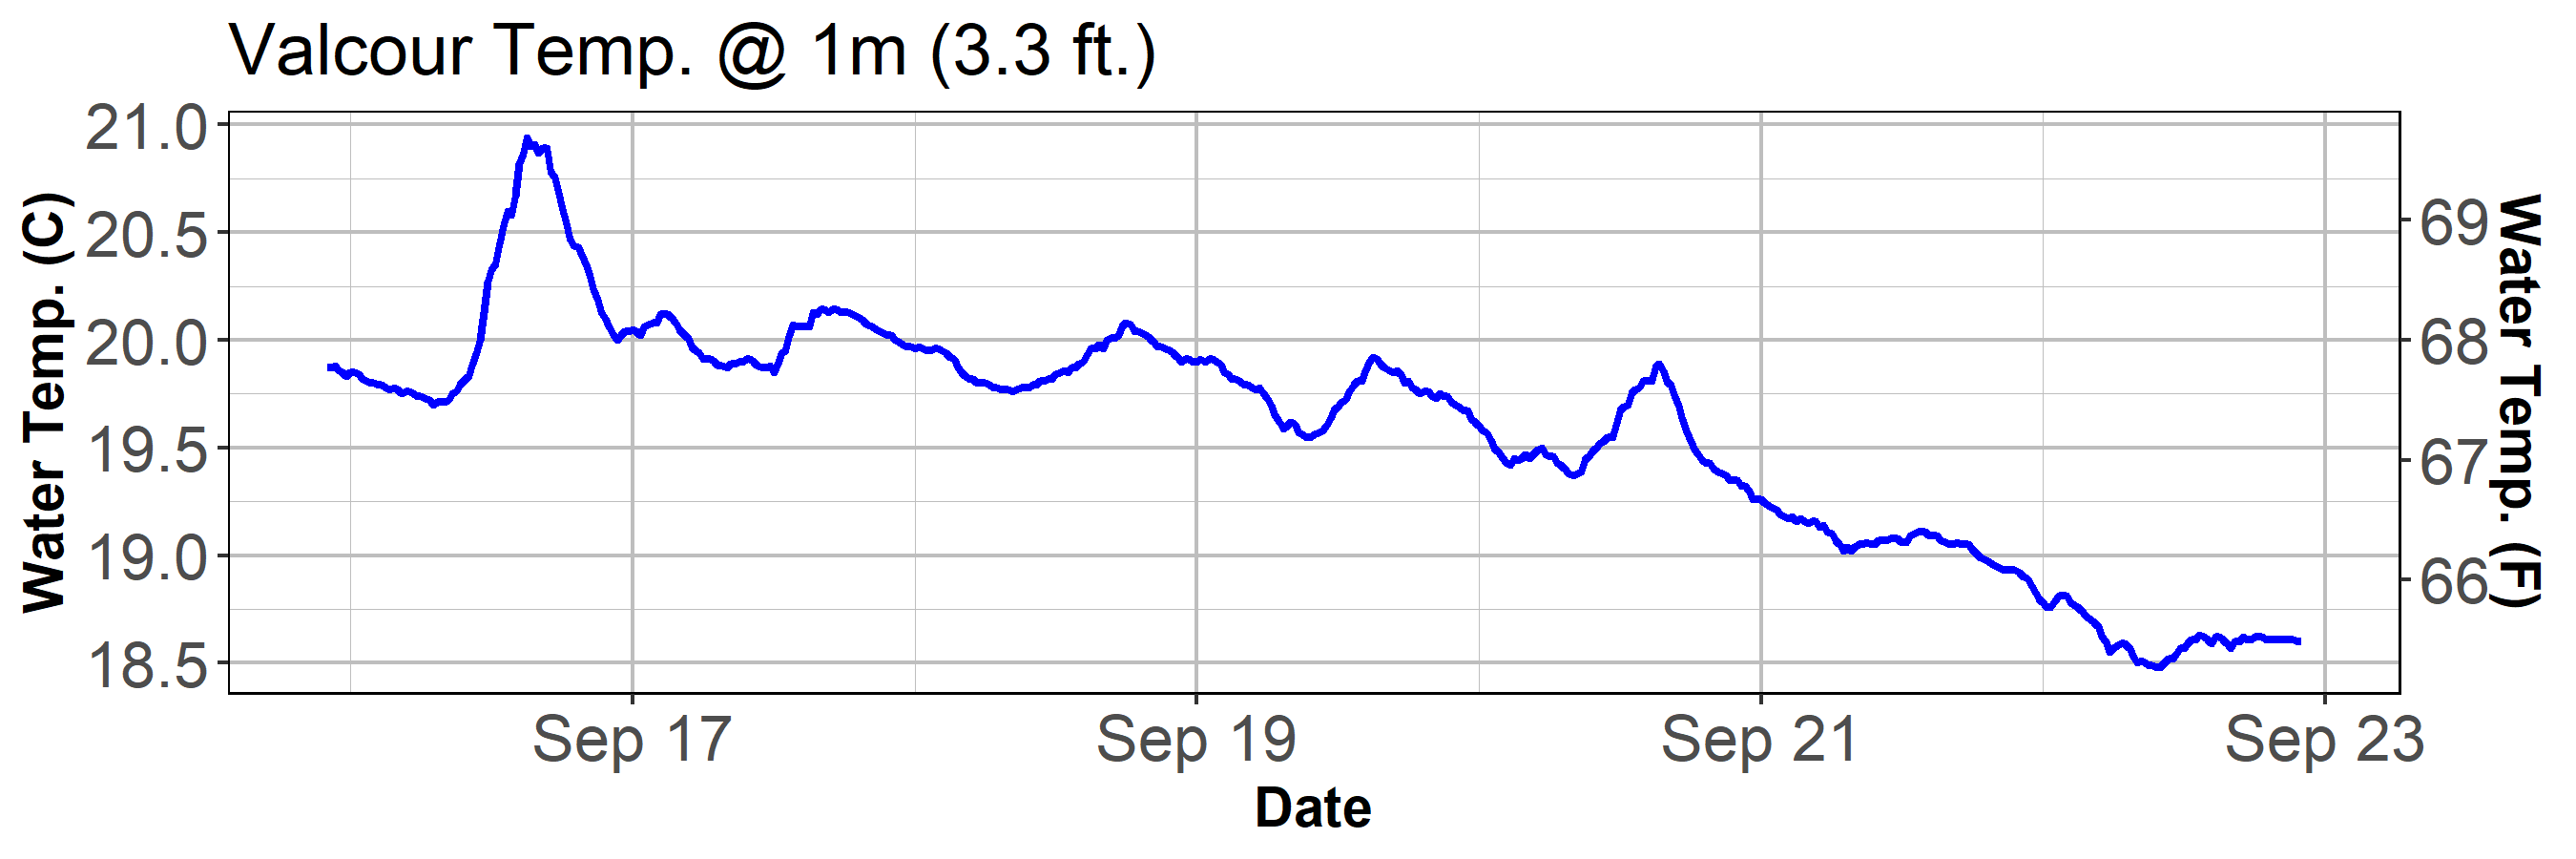 Valcour Temp. @ 1m (3.3 ft.)
Water Temp. (C)
21.0
20.5
20.0
19.5
19.0
18.5
69
68
67
66
Water Temp. (F)
Sep 17 Sep 19 Sep 21 Sep 23
Date